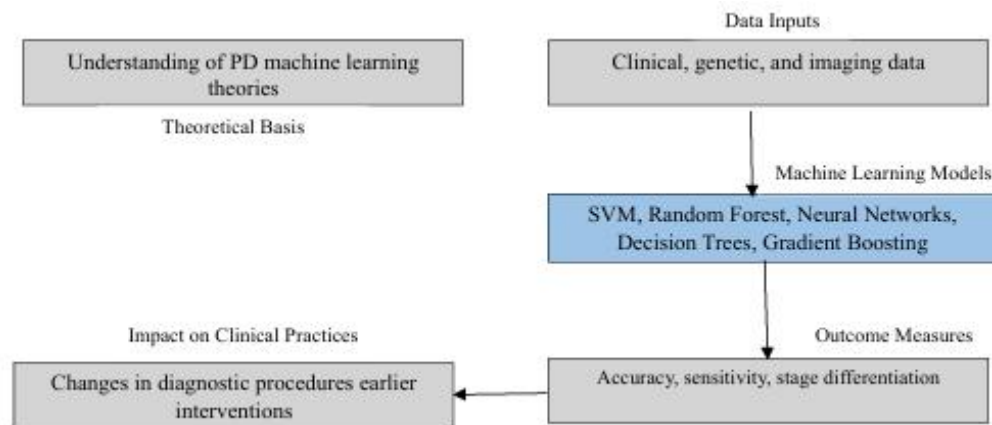 Data Inputs
Understanding of PD machine learning
theories
Clinical, genetic, and imaging data
Theoretical Basis
Machine Learning Models
SVM, Random Forest, Neural Networks,
Decision Trees, Gradient Boosting
Impact on Clinical Practices
Outcome Measures
Changes in diagnostic procedures earlier
interventions
Accuracy, sensitivity, stage differentiation